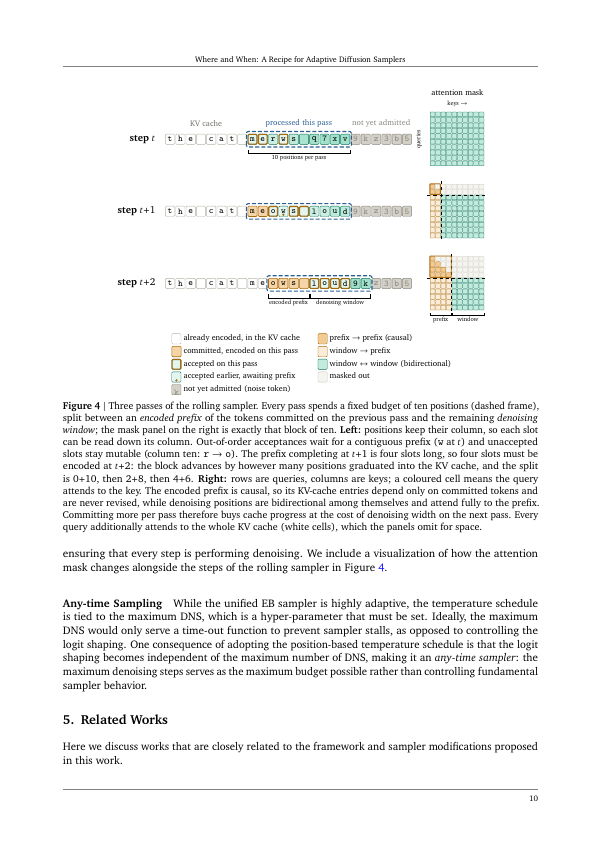 Where and When: A Recipe for Adaptive Diffusion Samplers
attention mask
keys →
KV cache processed this pass not yet admitted
queries
step t t h e c a t m e r w s q 7 x v 9 k z 3 b 5
10 positions per pass
step t+1 t h e c a t m e o w s l o u d 9 k z 3 b 5
step t+2 t h e c a t m e o w s l o u d 9 k z 3 b 5
encoded prefix denoising window
prefix window
already encoded, in the KV cache
committed, encoded on this pass
accepted on this pass
accepted earlier, awaiting prefix
not yet admitted (noise token)
prefix → prefix (causal)
window → prefix
window ↔ window (bidirectional)
masked out
Figure 4 | Three passes of the rolling sampler. Every pass spends a fixed budget of ten positions (dashed frame),
split between an encoded prefix of the tokens committed on the previous pass and the remaining denoising
window; the mask panel on the right is exactly that block of ten. Left: positions keep their column, so each slot
can be read down its column. Out-of-order acceptances wait for a contiguous prefix (w at t) and unaccepted
slots stay mutable (column ten: r → o). The prefix completing at t+1 is four slots long, so four slots must be
encoded at t+2: the block advances by however many positions graduated into the KV cache, and the split
is 0+10, then 2+8, then 4+6. Right: rows are queries, columns are keys; a coloured cell means the query
attends to the key. The encoded prefix is causal, so its KV-cache entries depend only on committed tokens and
are never revised, while denoising positions are bidirectional among themselves and attend fully to the prefix.
Committing more per pass therefore buys cache progress at the cost of denoising width on the next pass. Every
query additionally attends to the whole KV cache (white cells), which the panels omit for space.
ensuring that every step is performing denoising. We include a visualization of how the attention
mask changes alongside the steps of the rolling sampler in Figure 4.
Any-time Sampling While the unified EB sampler is highly adaptive, the temperature schedule
is tied to the maximum DNS, which is a hyper-parameter that must be set. Ideally, the maximum
DNS would only serve a time-out function to prevent sampler stalls, as opposed to controlling the
logit shaping. One consequence of adopting the position-based temperature schedule is that the logit
shaping becomes independent of the maximum number of DNS, making it an any-time sampler: the
maximum denoising steps serves as the maximum budget possible rather than controlling fundamental
sampler behavior.
5. Related Works
Here we discuss works that are closely related to the framework and sampler modifications proposed
in this work.
10